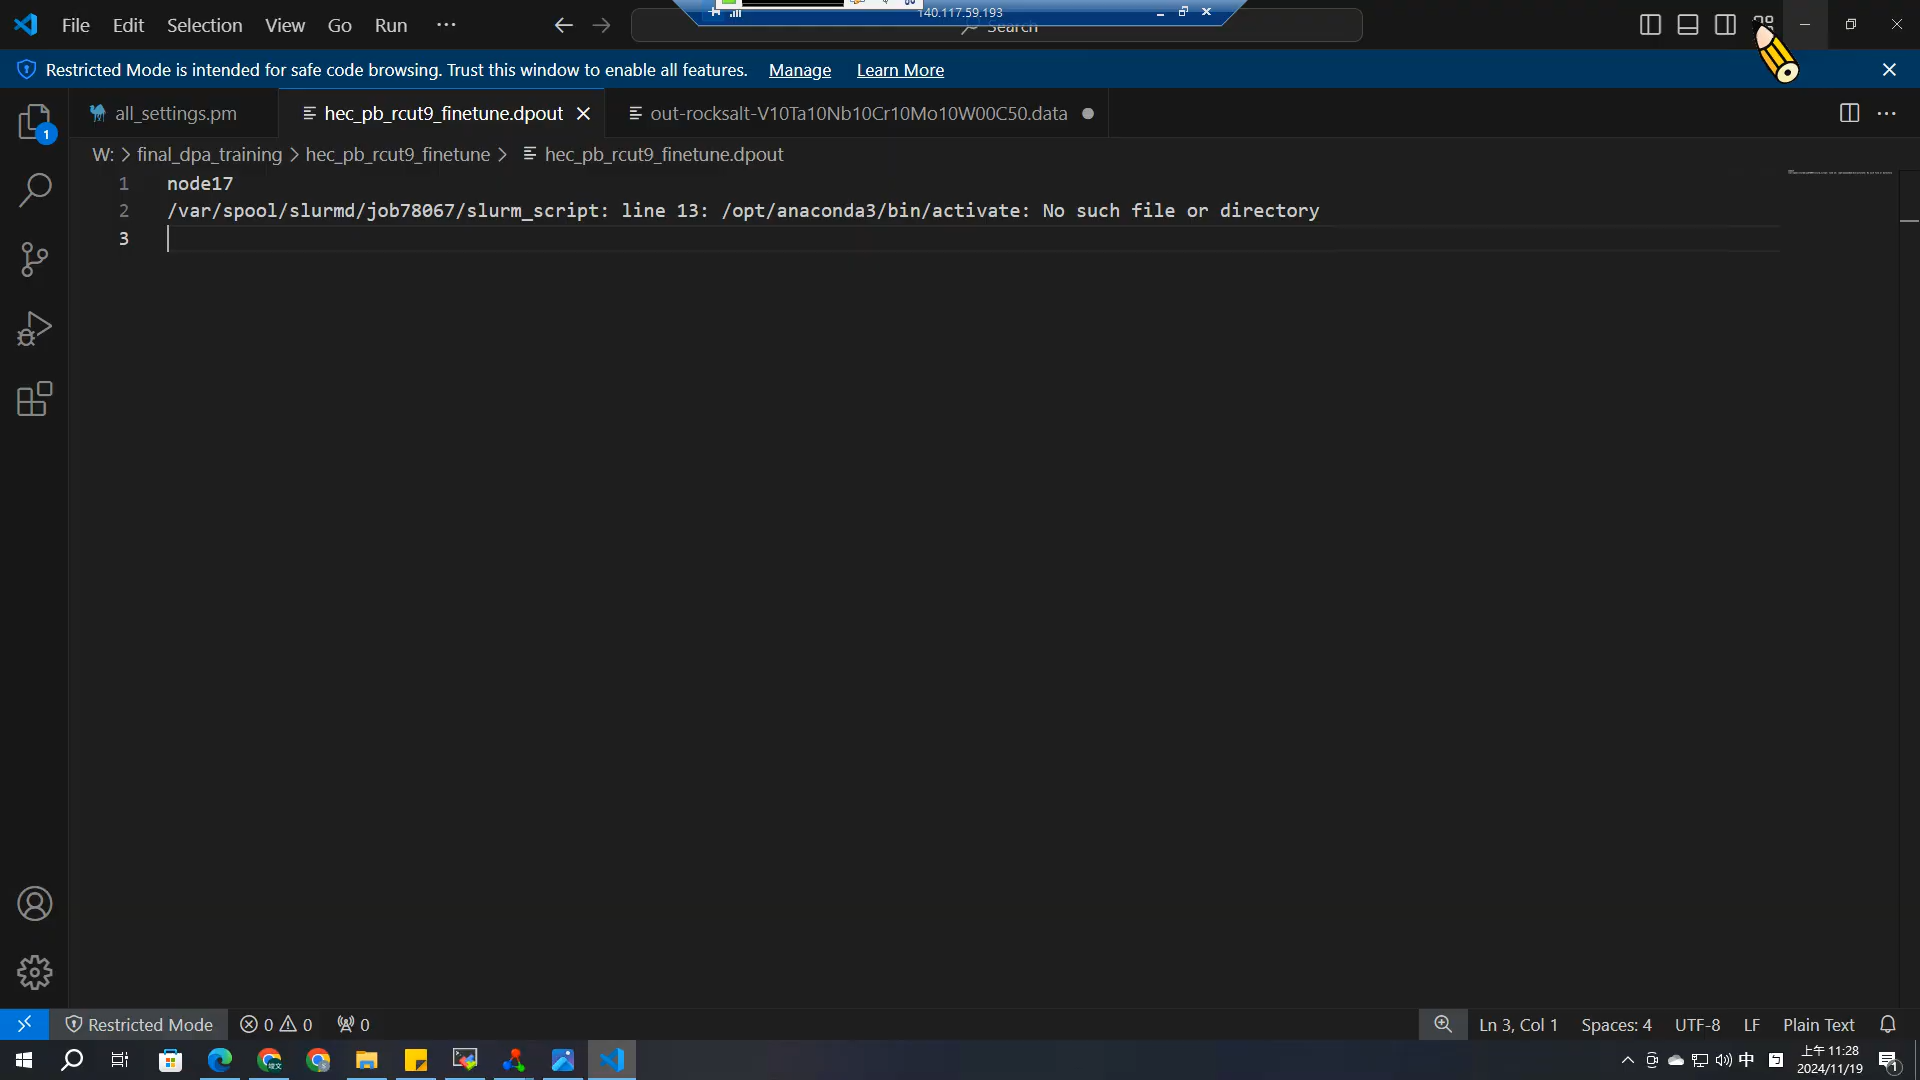 File Edit Selection View Go Run ···
140.117.59.193
Search
Restricted Mode is intended for safe code browsing. Trust this window to enable all features. Manage Learn More
1
all_settings.pm
hec_pb_rcut9_finetune.dpout
out-rocksalt-V10Ta10Nb10Cr10Mo10W00C50.data
W: > final_dpa_training > hec_pb_rcut9_finetune > hec_pb_rcut9_finetune.dpout
1 node17
2 /var/spool/slurmd/job78067/slurm_script: line 13: /opt/anaconda3/bin/activate: No such file or directory
3
Restricted Mode 0 0 0
Ln 3, Col 1 Spaces: 4 UTF-8 LF Plain Text
中
上午 11:28
2024/11/19
1